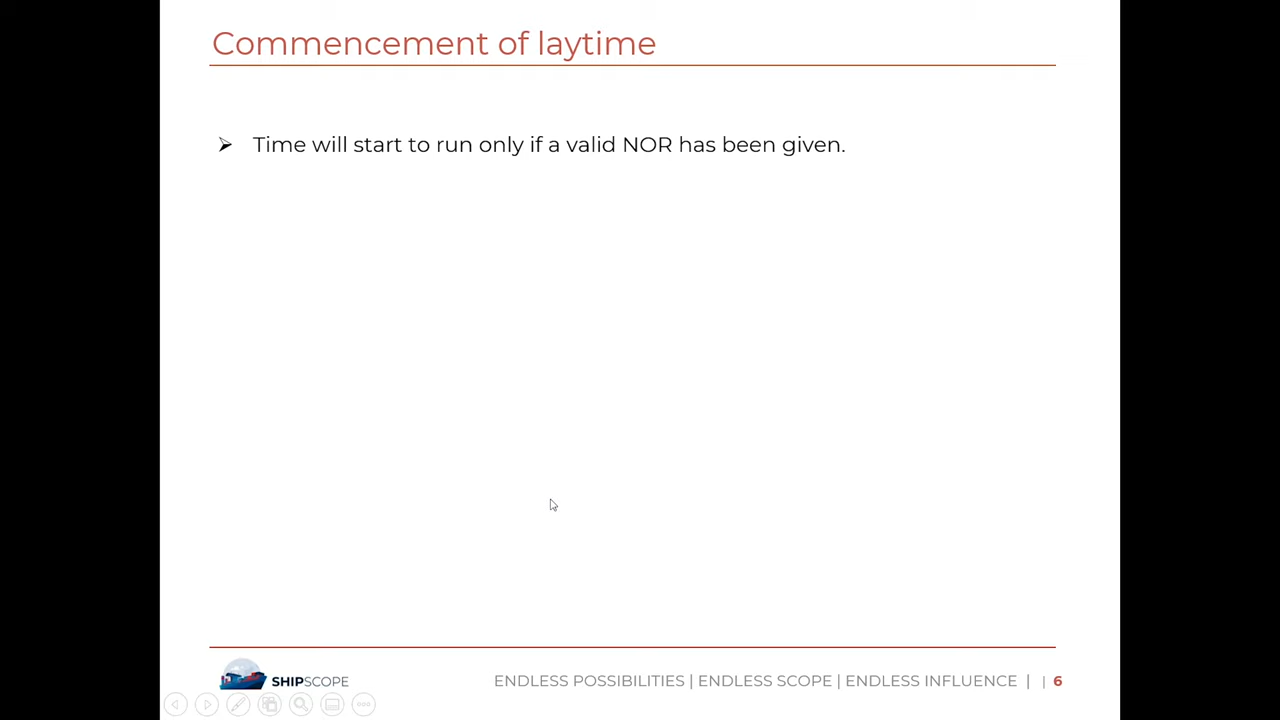 Commencement of laytime
Time will start to run only if a valid NOR has been given.
SHIPSCOPE
ENDLESS POSSIBILITIES | ENDLESS SCOPE | ENDLESS INFLUENCE | | 6